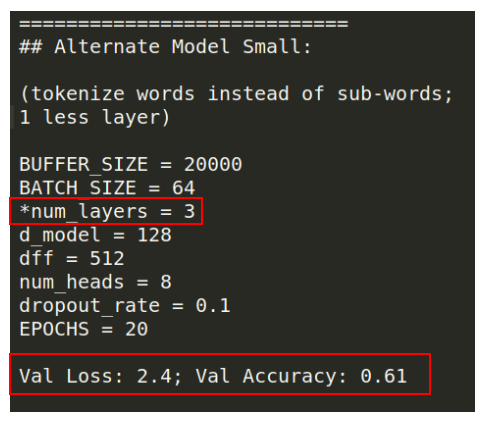 ============================
## Alternate Model Small:
(tokenize words instead of sub-words;
1 less layer)
BUFFER_SIZE = 20000
BATCH_SIZE = 64
*num_layers = 3
d_model = 128
dff = 512
num_heads = 8
dropout_rate = 0.1
EPOCHS = 20
Val Loss: 2.4; Val Accuracy: 0.61